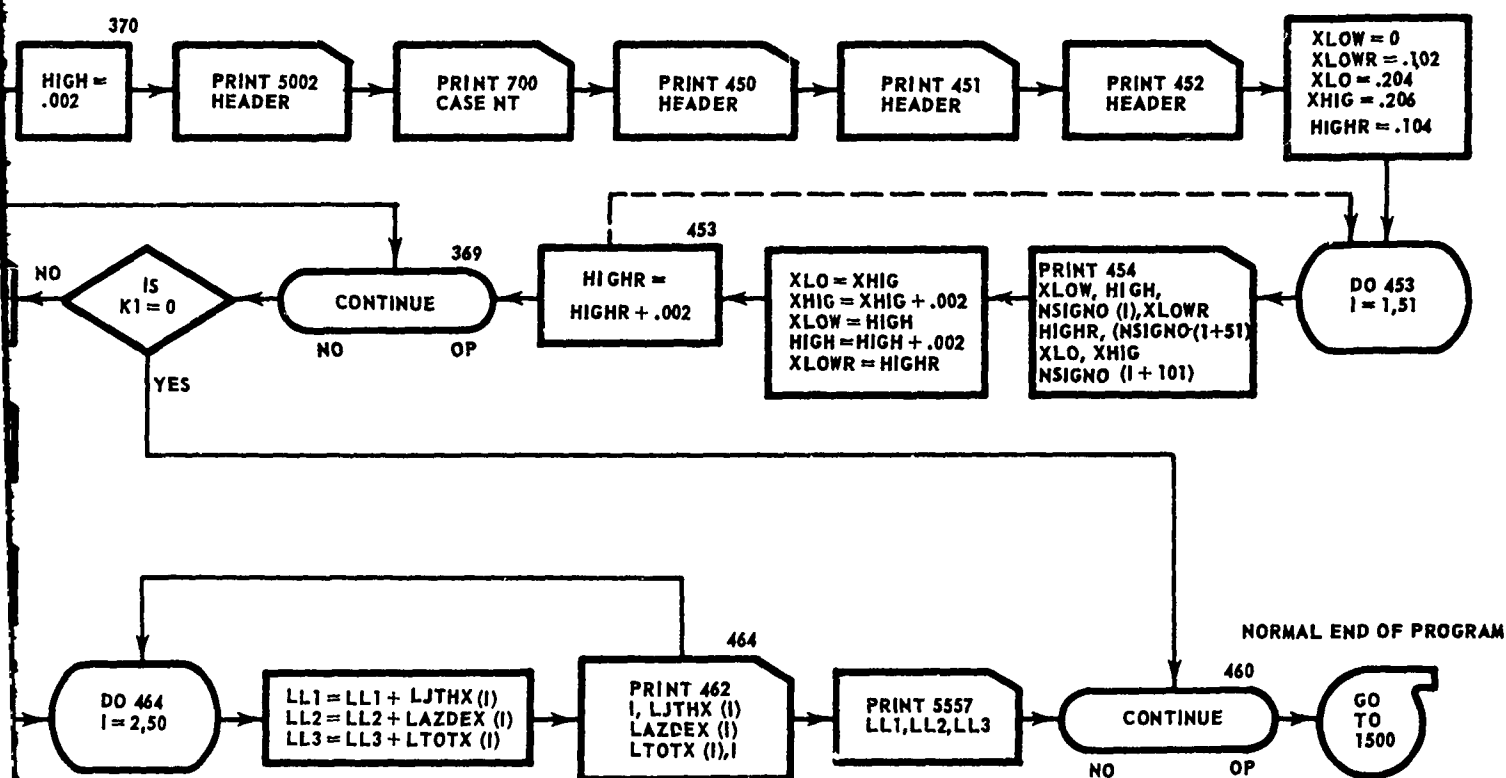 370
HIGH =
.002
PRINT 5002
HEADER
PRINT 700
CASE NT
PRINT 450
HEADER
PRINT 451
HEADER
PRINT 452
HEADER
XLOW = 0
XLOWR = .102
XLO = .204
XHIG = .206
HIGHR = .104
NO
IS
K1 = 0
YES
369
CONTINUE
NO OP
453
HIGHR =
HIGHR + .002
XLO = XHIG
XHIG = XHIG + .002
XLOW = HIGH
HIGH = HIGH + .002
XLOWR = HIGHR
PRINT 454
XLOW, HIGH,
NSIGNO (I), XLOWR
HIGHR, (NSIGNO (I+51)
XLO, XHIG
NSIGNO (I + 101)
DO 453
I = 1,51
DO 464
I = 2,50
LL1 = LL1 + LJTHX (I)
LL2 = LL2 + LAZDEX (I)
LL3 = LL3 + LTOTX (I)
464
PRINT 462
I, LJTHX (I)
LAZDEX (I)
LTOTX (I),I
PRINT 5557
LL1,LL2,LL3
460
CONTINUE
NO OP
NORMAL END OF PROGRAM
GO
TO
1500